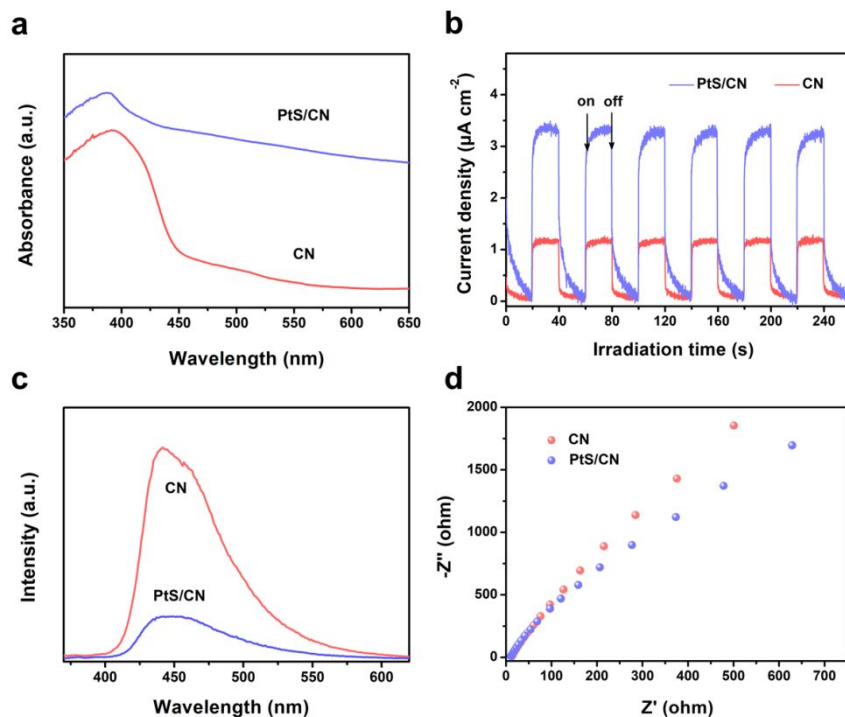 a
PtS/CN
CN
Absorbance (a.u.)
350 400 450 500 550 600 650
Wavelength (nm)
b
PtS/CN CN
on off
Current density (μA cm⁻²)
4
3
2
1
0
0 40 80 120 160 200 240
Irradiation time (s)
c
CN
PtS/CN
Intensity (a.u.)
400 450 500 550 600
Wavelength (nm)
d
CN
PtS/CN
-Z'' (ohm)
2000
1500
1000
500
0
0 100 200 300 400 500 600 700
Z' (ohm)